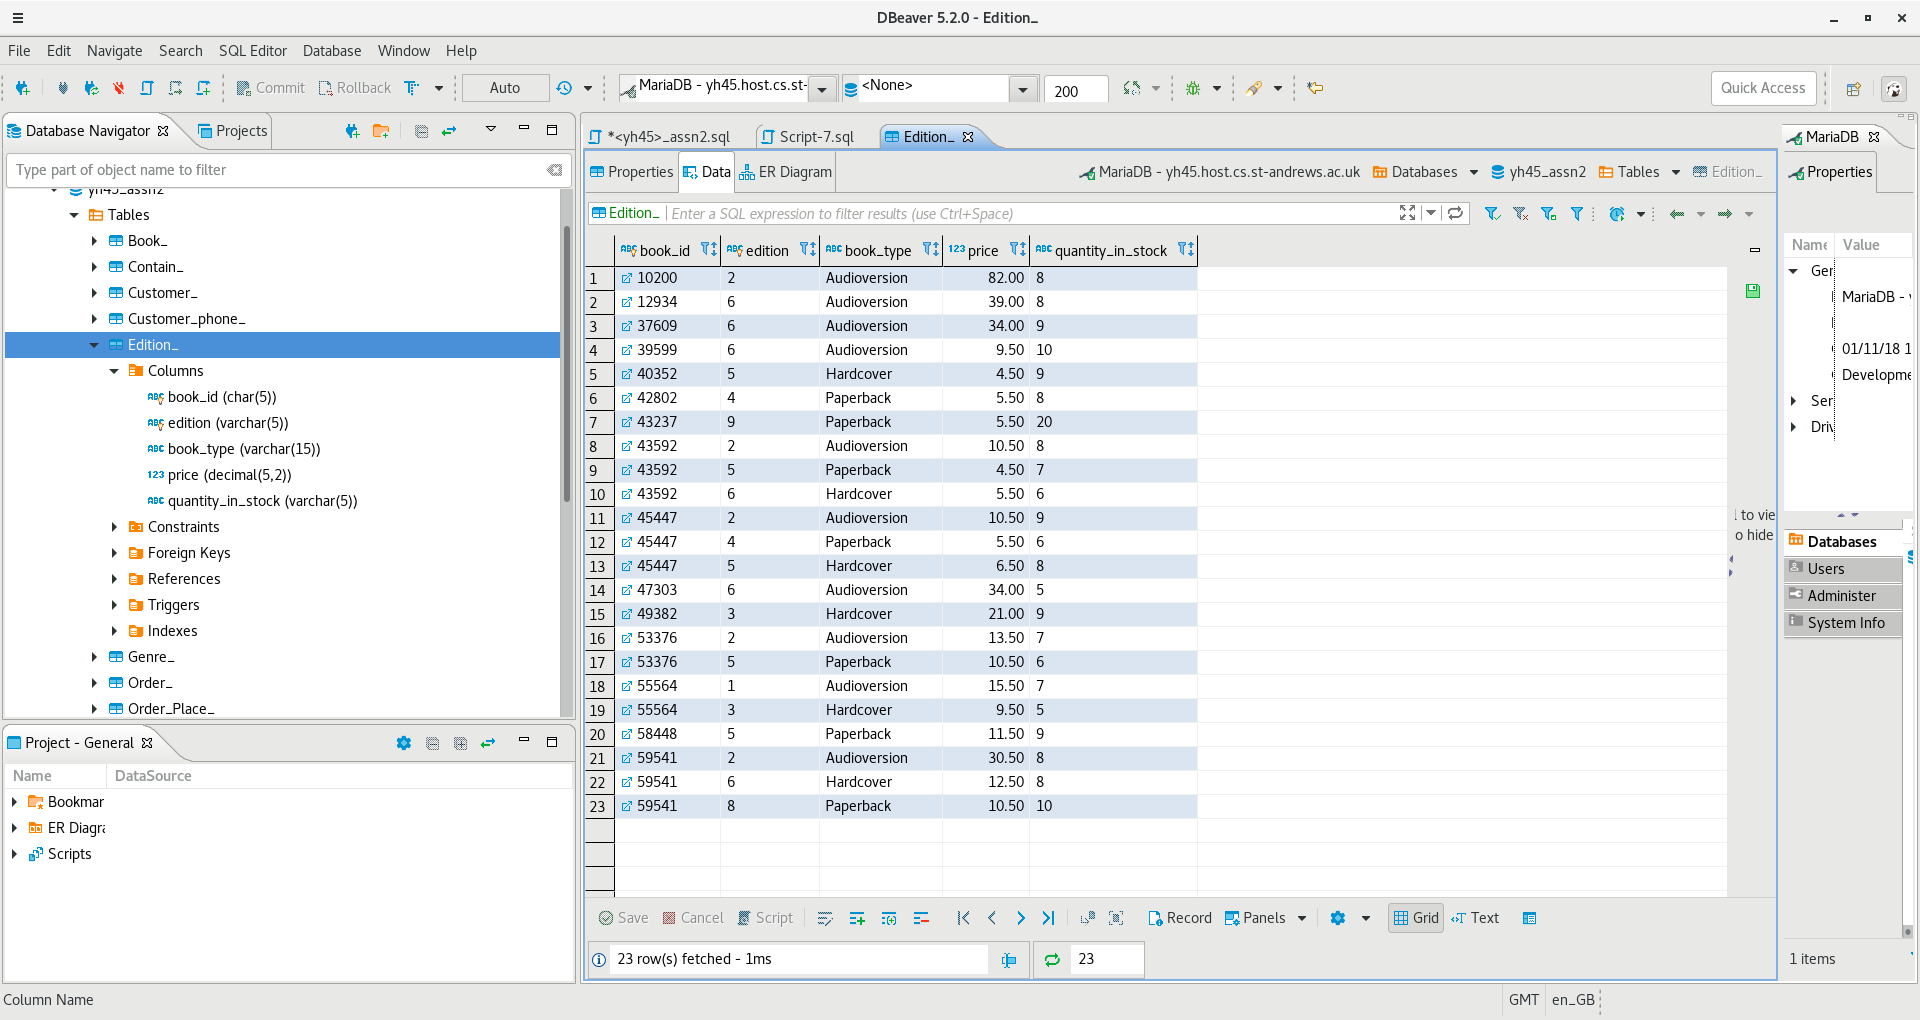 DBeaver 5.2.0 - Edition_
File Edit Navigate Search SQL Editor Database Window Help
Commit Rollback Auto MariaDB - yh45.host.cs.st- <None> 200 Quick Access
Database Navigator Projects
Type part of object name to filter
yh45_assn2
Tables
Book_
Contain_
Customer_
Customer_phone_
Edition_
Columns
book_id (char(5))
edition (varchar(5))
book_type (varchar(15))
price (decimal(5,2))
quantity_in_stock (varchar(5))
Constraints
Foreign Keys
References
Triggers
Indexes
Genre_
Order_
Order_Place_
Project - General
Name DataSource
Bookmar
ER Diagra
Scripts
*<yh45>_assn2.sql Script-7.sql Edition_
Properties Data ER Diagram MariaDB - yh45.host.cs.st-andrews.ac.uk Databases yh45_assn2 Tables Edition_
Edition_ Enter a SQL expression to filter results (use Ctrl+Space)
book_id edition book_type price quantity_in_stock
1 10200 2 Audioversion 82.00 8
2 12934 6 Audioversion 39.00 8
3 37609 6 Audioversion 34.00 9
4 39599 6 Audioversion 9.50 10
5 40352 5 Hardcover 4.50 9
6 42802 4 Paperback 5.50 8
7 43237 9 Paperback 5.50 20
8 43592 2 Audioversion 10.50 8
9 43592 5 Paperback 4.50 7
10 43592 6 Hardcover 5.50 6
11 45447 2 Audioversion 10.50 9
12 45447 4 Paperback 5.50 6
13 45447 5 Hardcover 6.50 8
14 47303 6 Audioversion 34.00 5
15 49382 3 Hardcover 21.00 9
16 53376 2 Audioversion 13.50 7
17 53376 5 Paperback 10.50 6
18 55564 1 Audioversion 15.50 7
19 55564 3 Hardcover 9.50 5
20 58448 5 Paperback 11.50 9
21 59541 2 Audioversion 30.50 8
22 59541 6 Hardcover 12.50 8
23 59541 8 Paperback 10.50 10
to vie
o hide
Save Cancel Script Record Panels Grid Text
23 row(s) fetched - 1ms 23
MariaDB
Properties
Name Value
Ger
MariaDB -
01/11/18 1
Developme
Ser
Driv
Databases
Users
Administer
System Info
1 items
Column Name GMT en_GB